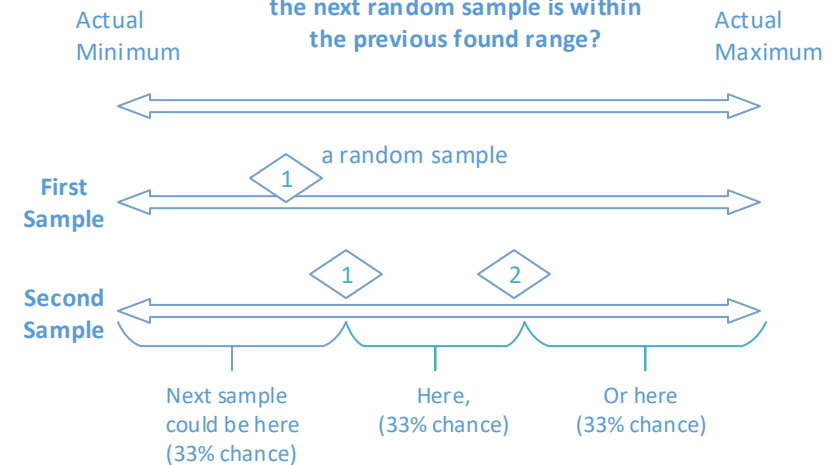 the next random sample is within
the previous found range?
Actual
Minimum
Actual
Maximum
a random sample
1
First
Sample
1
2
Second
Sample
Next sample
could be here
(33% chance)
Here,
(33% chance)
Or here
(33% chance)